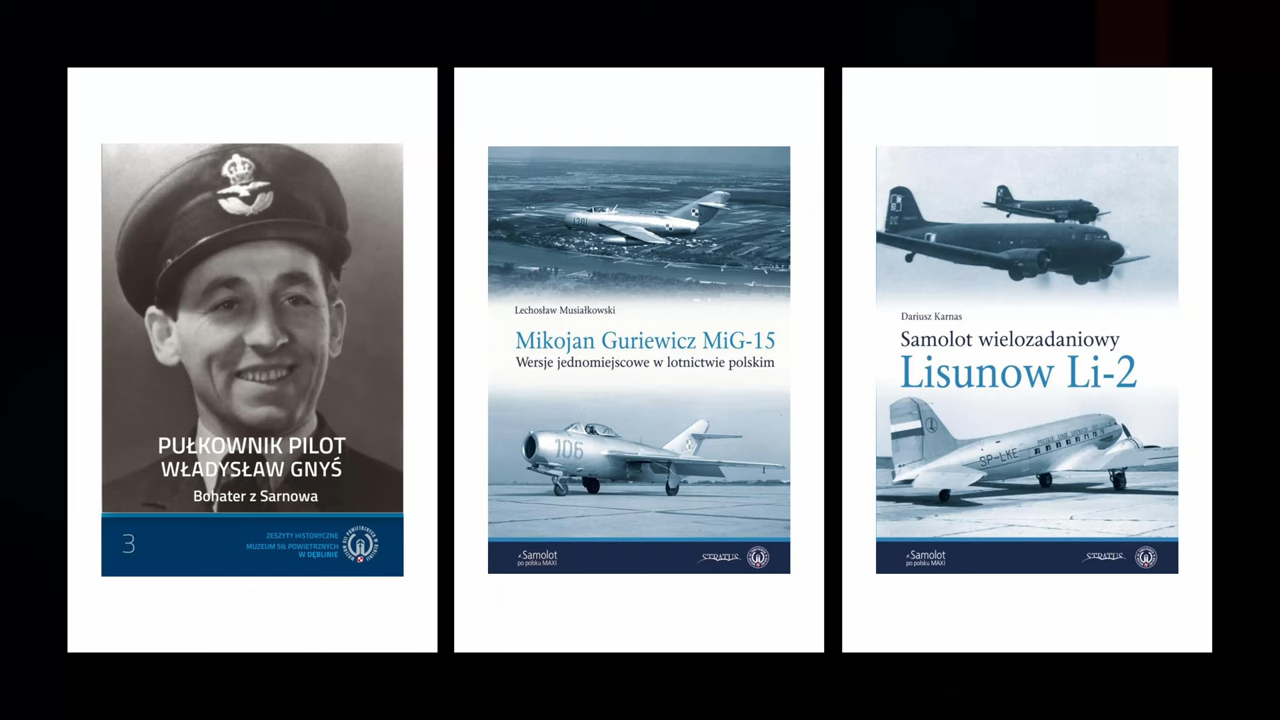 PUŁKOWNIK PILOT
WŁADYSŁAW GNYŚ
Bohater z Sarnowa
3
ZESZYTY HISTORYCZNE
MUZEUM SIŁ POWIETRZNYCH
W DĘBLINIE
1701
Lechosław Musiałkowski
Mikojan Guriewicz MiG-15
Wersje jednomiejscowe w lotnictwie polskim
106
Samolot
po polsku MAXI
STRATUS
Dariusz Karnas
Samolot wielozadaniowy
Lisunow Li-2
SP-LKE
Samolot
po polsku MAXI
STRATUS